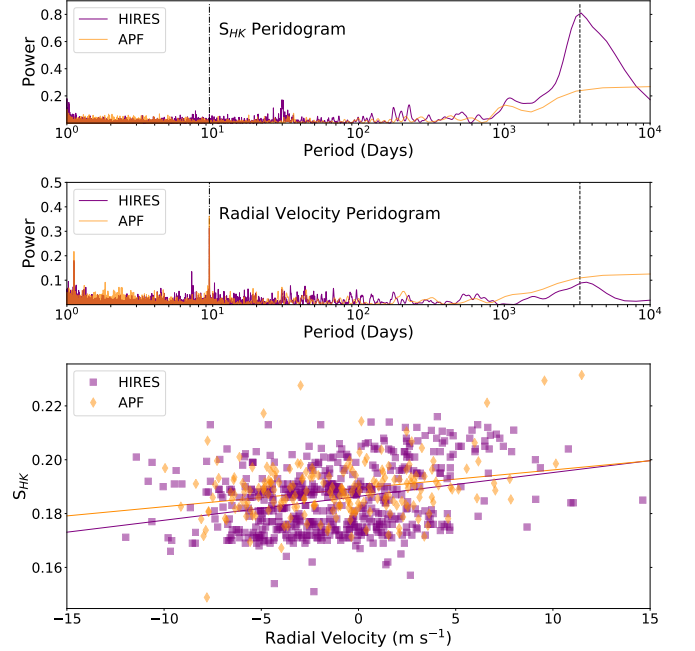 HIRES
APF
S_HK Peridogram
Power
0.8
0.6
0.4
0.2
10^0
10^1
10^2
10^3
10^4
Period (Days)
HIRES
APF
Radial Velocity Peridogram
Power
0.5
0.4
0.3
0.2
0.1
10^0
10^1
10^2
10^3
10^4
Period (Days)
HIRES
APF
S_HK
0.22
0.20
0.18
0.16
−15
−10
−5
0
5
10
15
Radial Velocity (m s^−1)